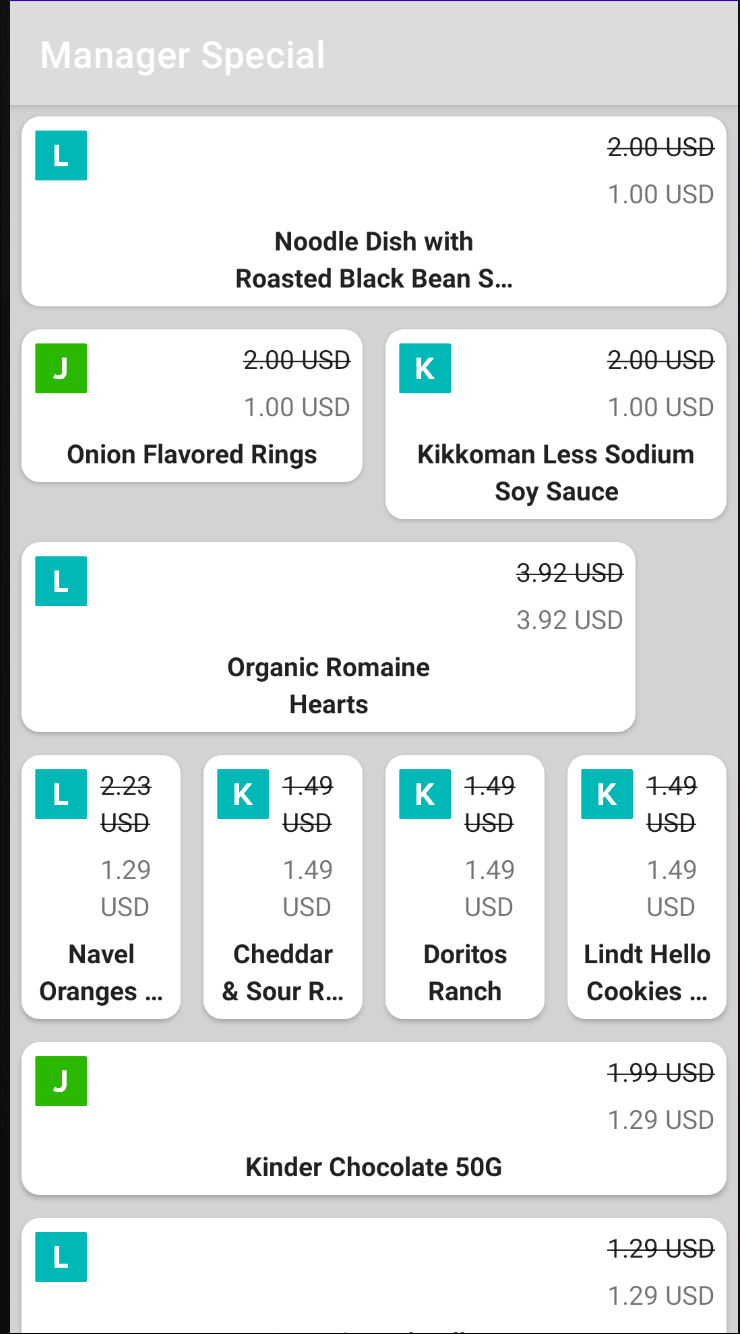 Manager Special
L
2.00 USD
1.00 USD
Noodle Dish with
Roasted Black Bean S...
J
2.00 USD
1.00 USD
Onion Flavored Rings
K
2.00 USD
1.00 USD
Kikkoman Less Sodium
Soy Sauce
L
3.92 USD
3.92 USD
Organic Romaine
Hearts
L
2.23
USD
1.29
USD
Navel
Oranges ...
K
1.49
USD
1.49
USD
Cheddar
& Sour R...
K
1.49
USD
1.49
USD
Doritos
Ranch
K
1.49
USD
1.49
USD
Lindt Hello
Cookies ...
J
1.99 USD
1.29 USD
Kinder Chocolate 50G
L
1.29 USD
1.29 USD